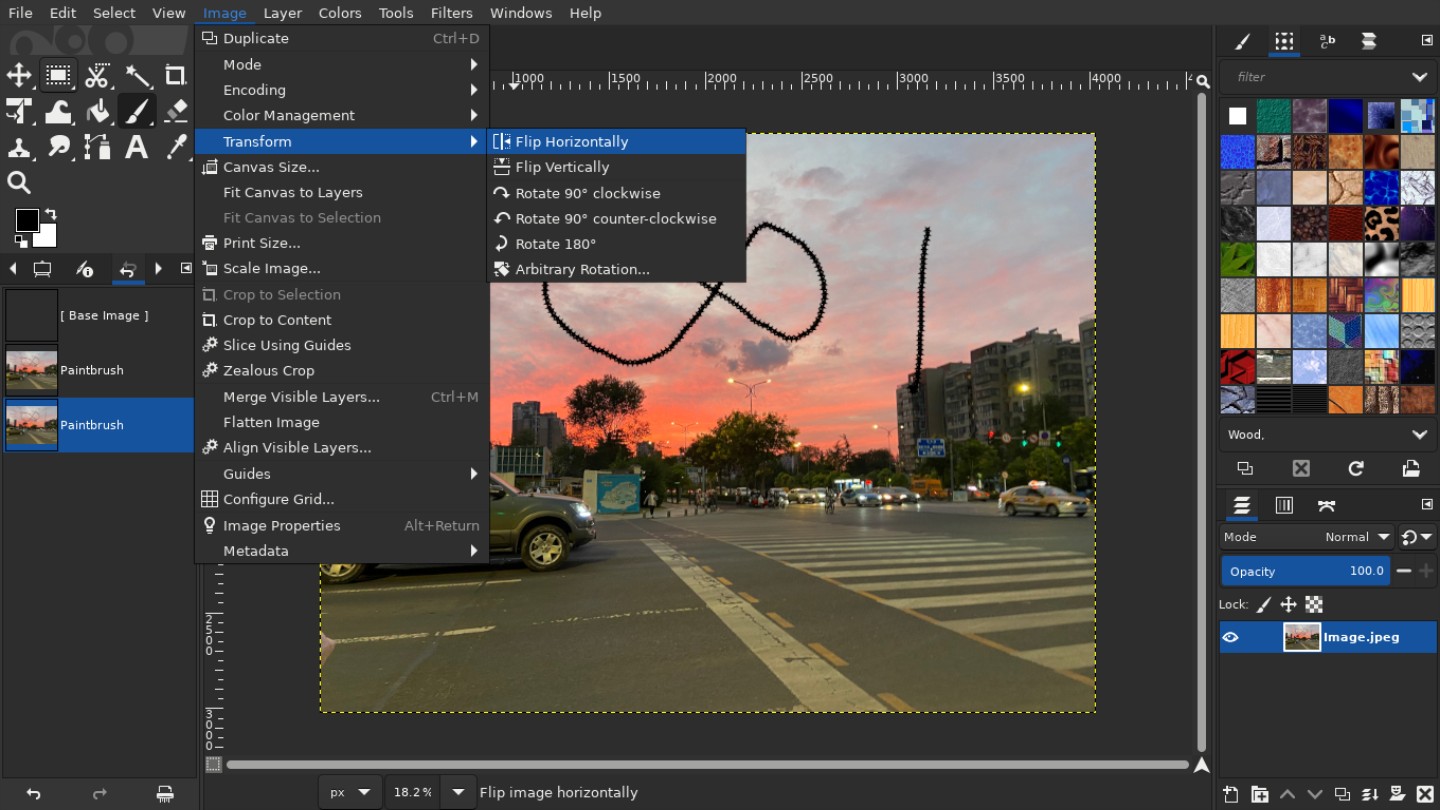 File Edit View Image Layer Colors Tools Filters Windows Help
Duplicate Ctrl+D
Mode
Encoding
Color Management
Transform
Canvas Size...
Fit Canvas to Layers
Fit Canvas to Selection
Print Size...
Scale Image...
Crop to Selection
Crop to Content
Slice Using Guides
Zealous Crop
Merge Visible Layers... Ctrl+M
Flatten Image
Align Visible Layers...
Guides
Configure Grid...
Image Properties Alt+Return
Metadata
Flip Horizontally
Flip Vertically
Rotate 90° clockwise
Rotate 90° counter-clockwise
Rotate 180°
Arbitrary Rotation...
[ Base Image ]
Paintbrush
Paintbrush
1000 1500 2000 2500 3000 3500 4000
2500
3000
px 18.2% Flip image horizontally
filter
Wood,
Mode Normal
Opacity 100.0
Lock:
Image.jpeg